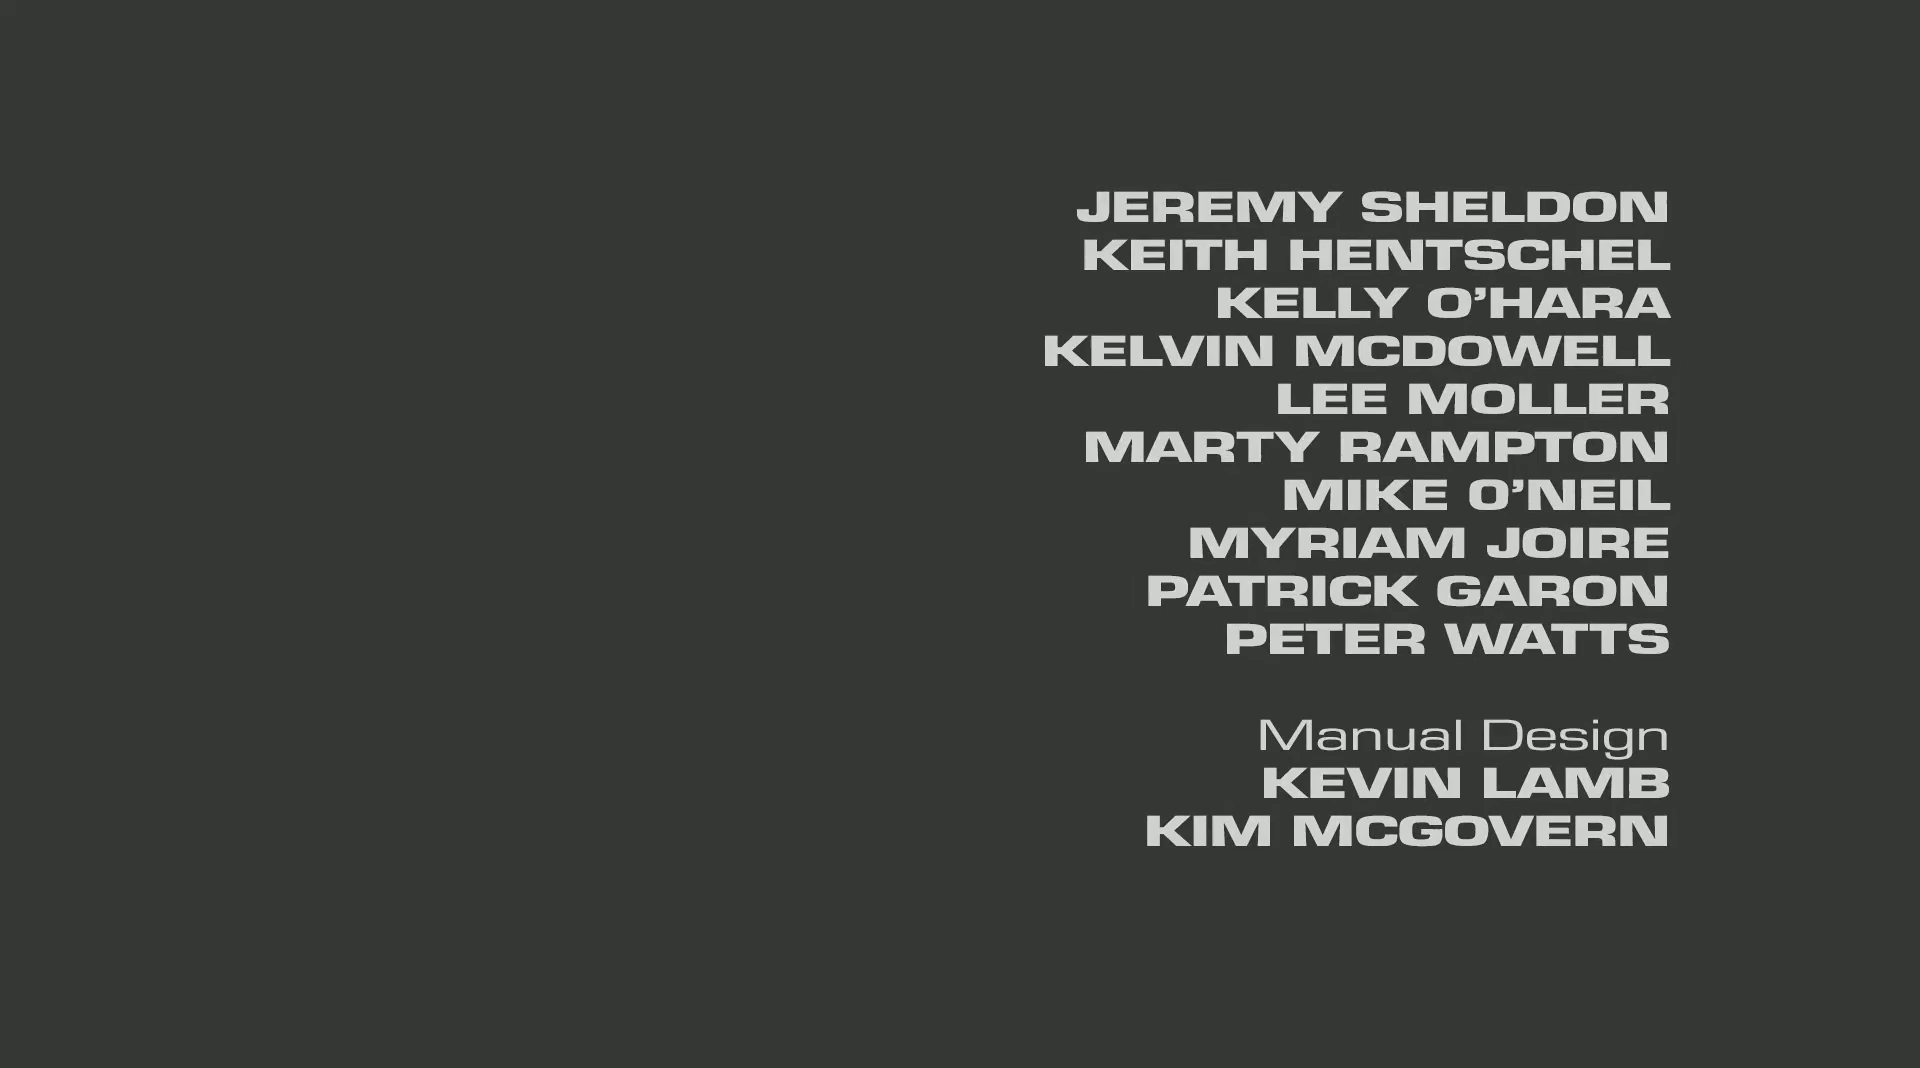 JEREMY SHELDON
KEITH HENTSCHEL
KELLY O’HARA
KELVIN MCDOWELL
LEE MOLLER
MARTY RAMPTON
MIKE O’NEIL
MYRIAM JOIRE
PATRICK GARON
PETER WATTS
Manual Design
KEVIN LAMB
KIM MCGOVERN